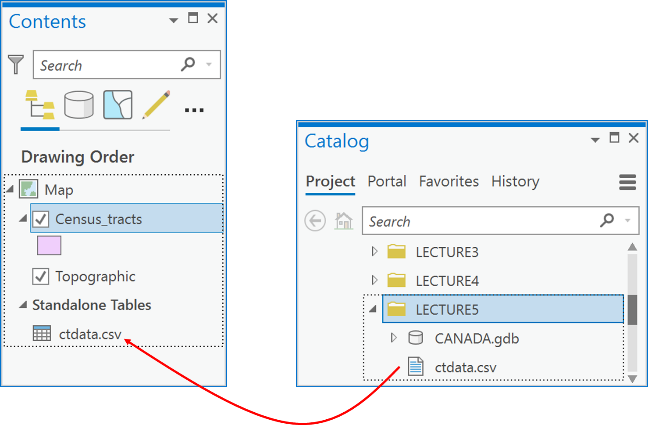 Contents
Search
Drawing Order
Map
Census_tracts
Topographic
Standalone Tables
ctdata.csv
Catalog
Project Portal Favorites History
Search
LECTURE3
LECTURE4
LECTURE5
CANADA.gdb
ctdata.csv